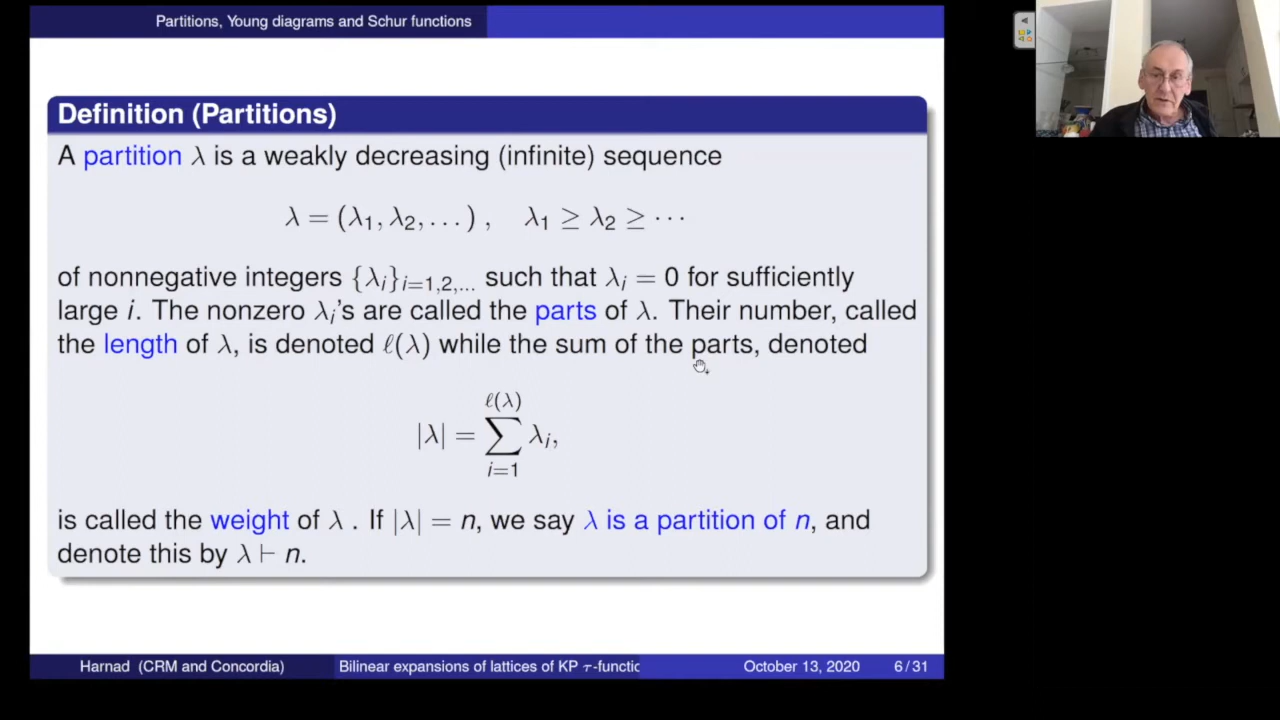 Partitions, Young diagrams and Schur functions
Definition (Partitions)
A partition λ is a weakly decreasing (infinite) sequence
λ = (λ₁, λ₂, . . . ) ,   λ₁ ≥ λ₂ ≥ · · ·
of nonnegative integers {λᵢ}ᵢ₌₁,₂,... such that λᵢ = 0 for sufficiently
large i. The nonzero λᵢ's are called the parts of λ. Their number, called
the length of λ, is denoted ℓ(λ) while the sum of the parts, denoted
|λ| = ∑_{i=1}^{ℓ(λ)} λᵢ,
is called the weight of λ . If |λ| = n, we say λ is a partition of n, and
denote this by λ ⊢ n.
Harnad (CRM and Concordia) Bilinear expansions of lattices of KP τ-functic October 13, 2020 6 / 31